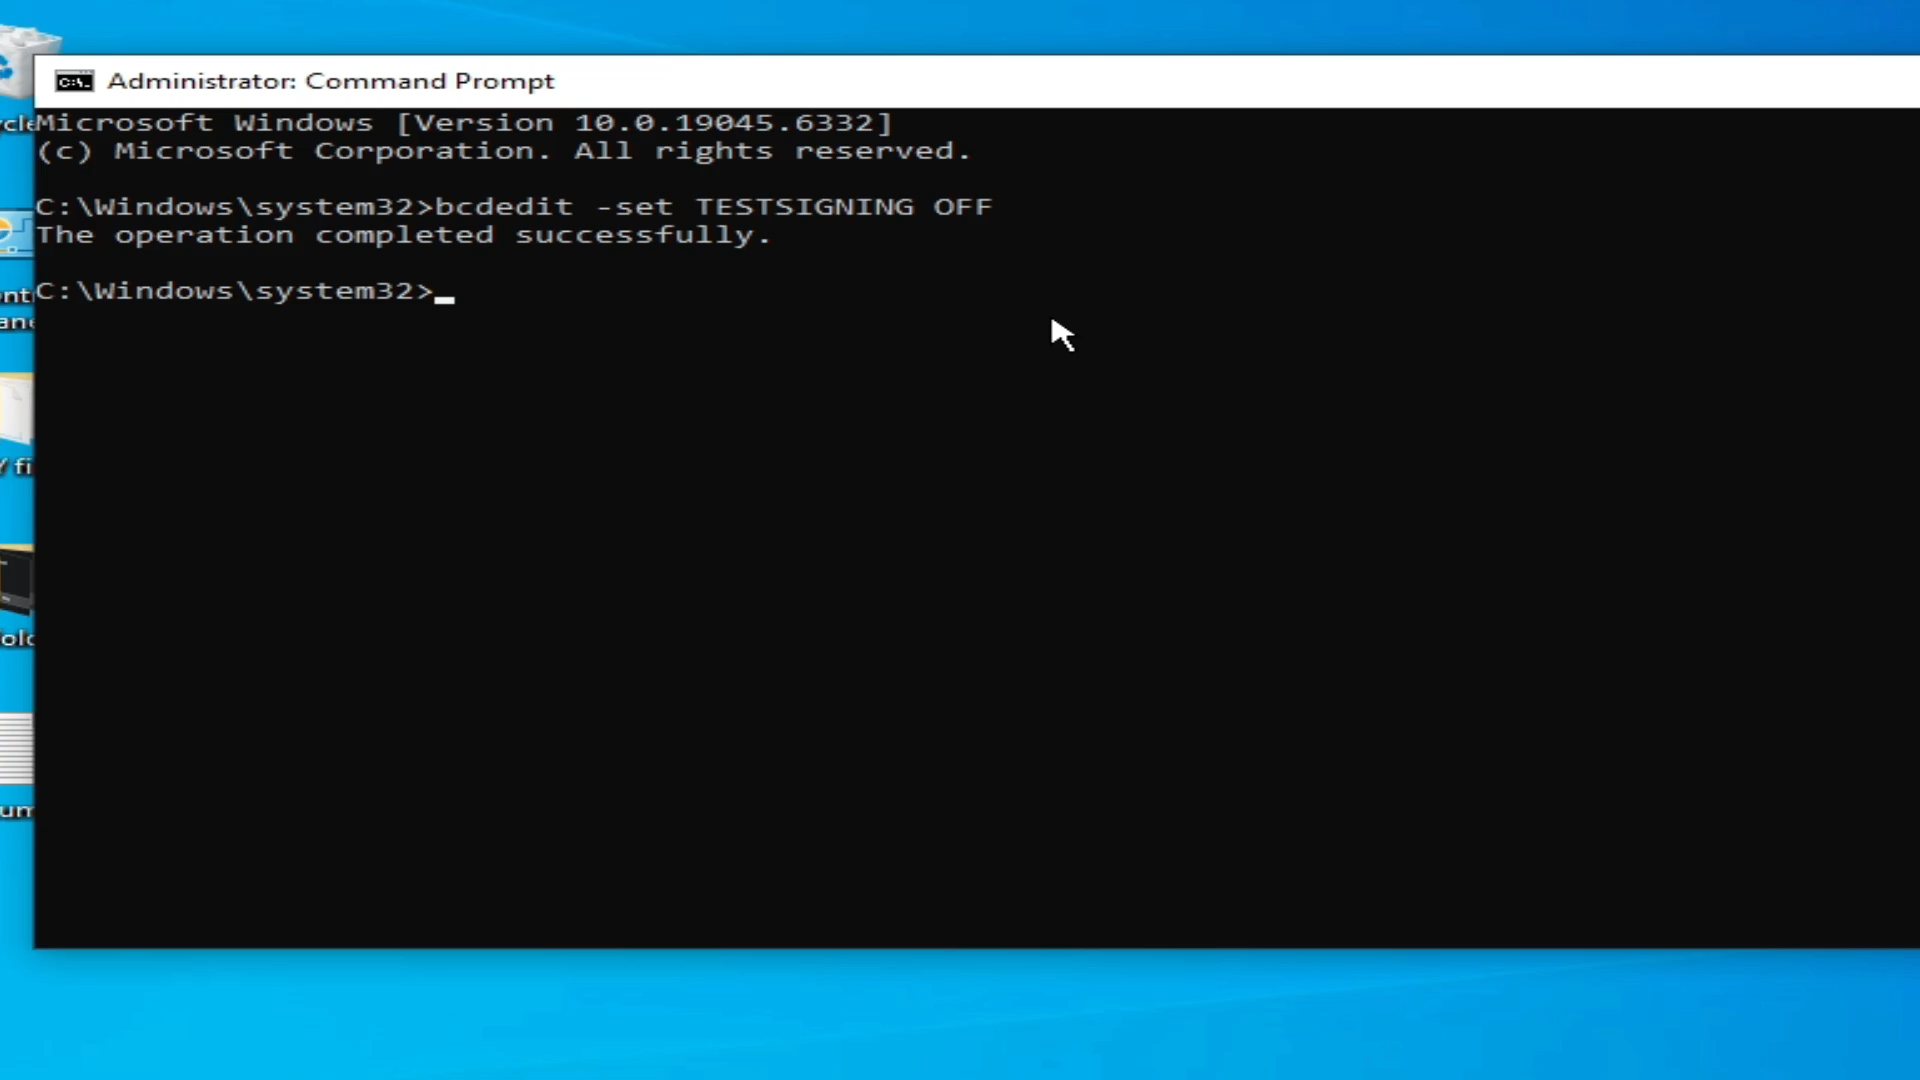 Administrator: Command Prompt
Microsoft Windows [Version 10.0.19045.6332]
(c) Microsoft Corporation. All rights reserved.
C:\Windows\system32>bcdedit -set TESTSIGNING OFF
The operation completed successfully.
C:\Windows\system32>